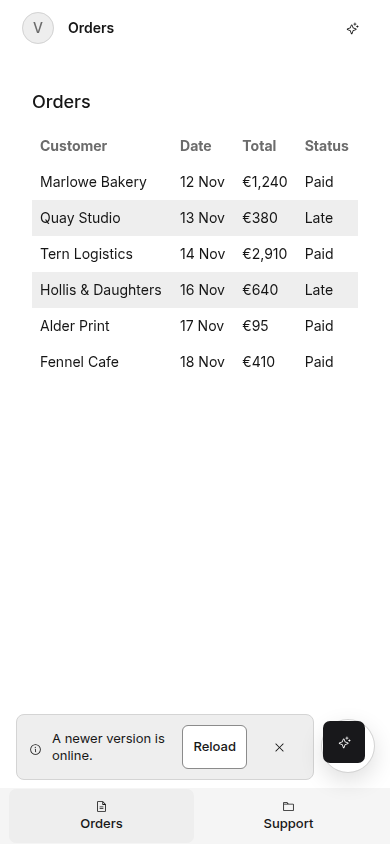 V Orders
Orders
Customer Date Total Status
Marlowe Bakery 12 Nov €1,240 Paid
Quay Studio 13 Nov €380 Late
Tern Logistics 14 Nov €2,910 Paid
Hollis & Daughters 16 Nov €640 Late
Alder Print 17 Nov €95 Paid
Fennel Cafe 18 Nov €410 Paid
A newer version is
online.
Reload
Orders Support